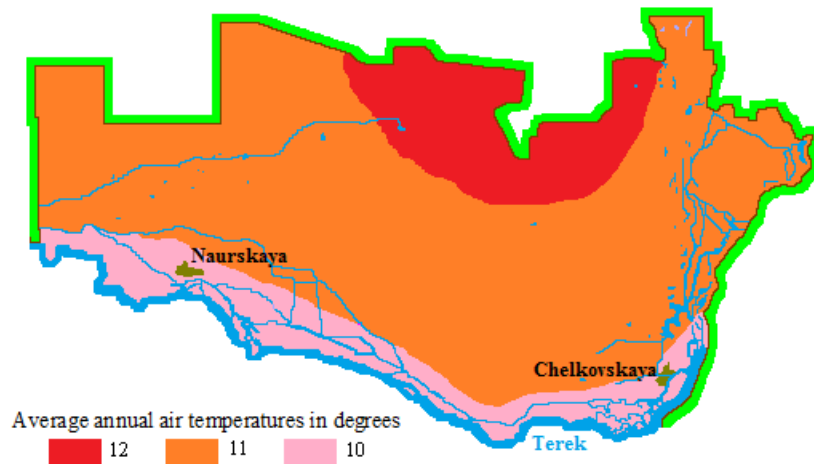 Naurskaya
Chelkovskaya
Terek
Average annual air temperatures in degrees
12 11 10